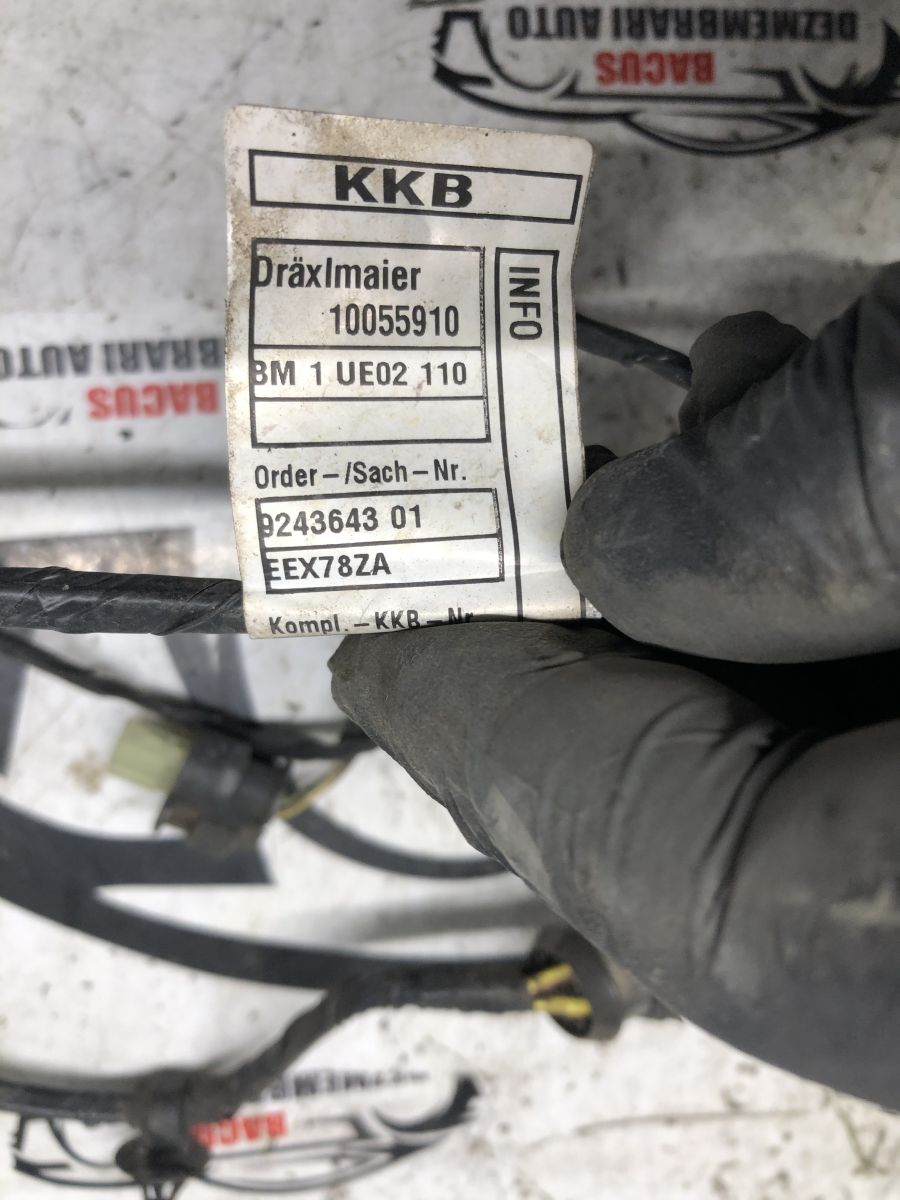 DEZMEMBRARI AUTO
BACUS
KKB
Dräxlmaier
10055910
BM 1 UE02 110
INFO
Order-/Sach-Nr.
9243643 01
EEX78ZA
Kompl.-KKB-Nr
BRARI AUTO
BACUS
DEZMEMBRARI AUTO
BACUS